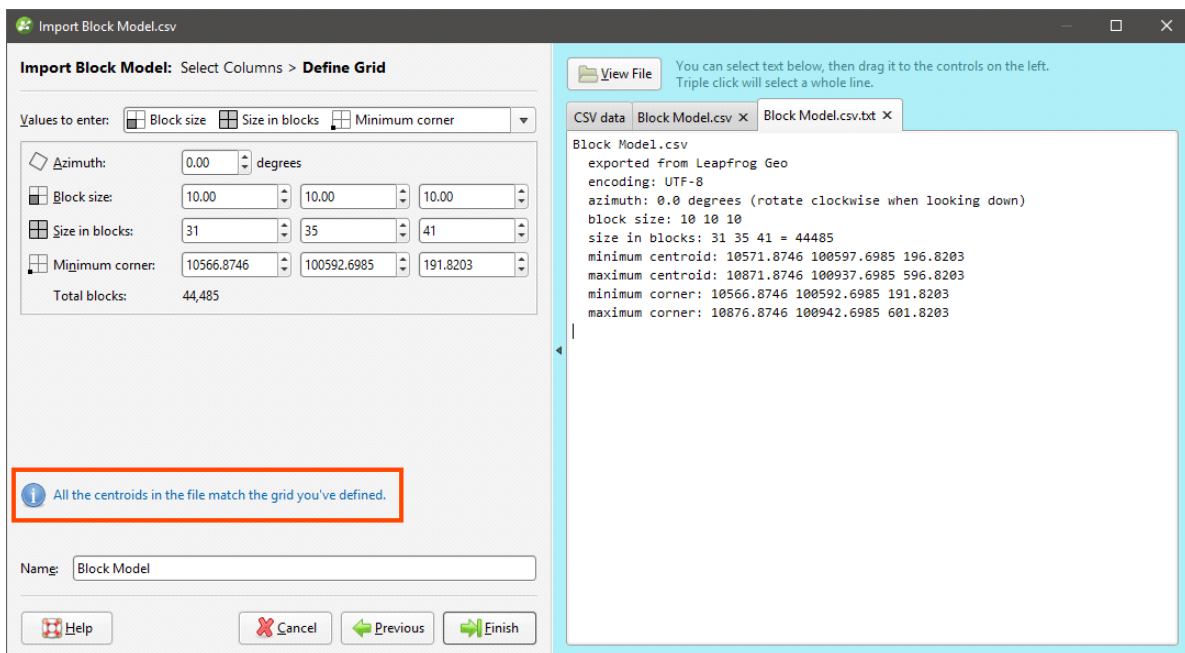 Import Block Model.csv
Import Block Model: Select Columns > Define Grid
Values to enter: Block size Size in blocks Minimum corner
Azimuth: 0.00 degrees
Block size: 10.00 10.00 10.00
Size in blocks: 31 35 41
Minimum corner: 10566.8746 100592.6985 191.8203
Total blocks: 44,485
All the centroids in the file match the grid you've defined.
Name: Block Model
Help Cancel Previous Finish
View File
You can select text below, then drag it to the controls on the left.
Triple click will select a whole line.
CSV data Block Model.csv Block Model.csv.txt
Block Model.csv
exported from Leapfrog Geo
encoding: UTF-8
azimuth: 0.0 degrees (rotate clockwise when looking down)
block size: 10 10 10
size in blocks: 31 35 41 = 44485
minimum centroid: 10571.8746 100597.6985 196.8203
maximum centroid: 10871.8746 100937.6985 596.8203
minimum corner: 10566.8746 100592.6985 191.8203
maximum corner: 10876.8746 100942.6985 601.8203